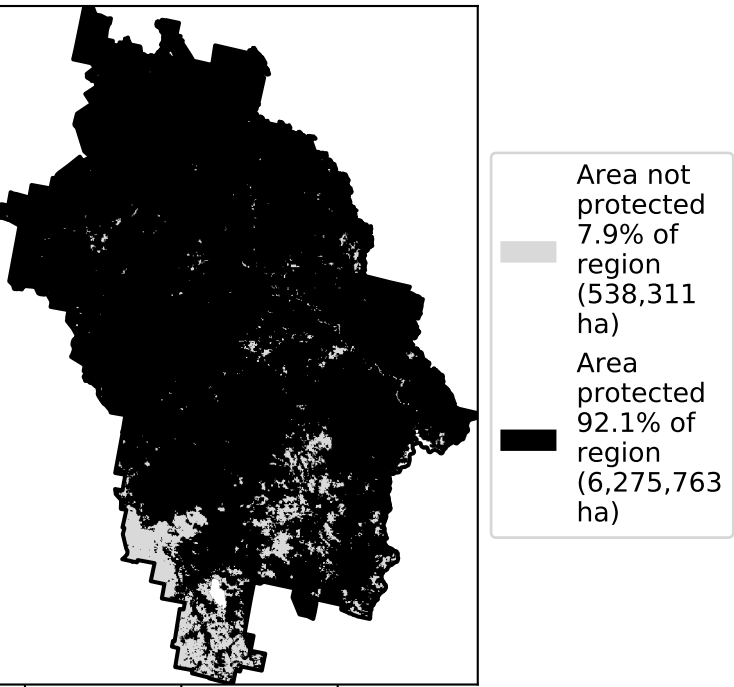 Area not
protected
7.9% of
region
(538,311
ha)
Area
protected
92.1% of
region
(6,275,763
ha)